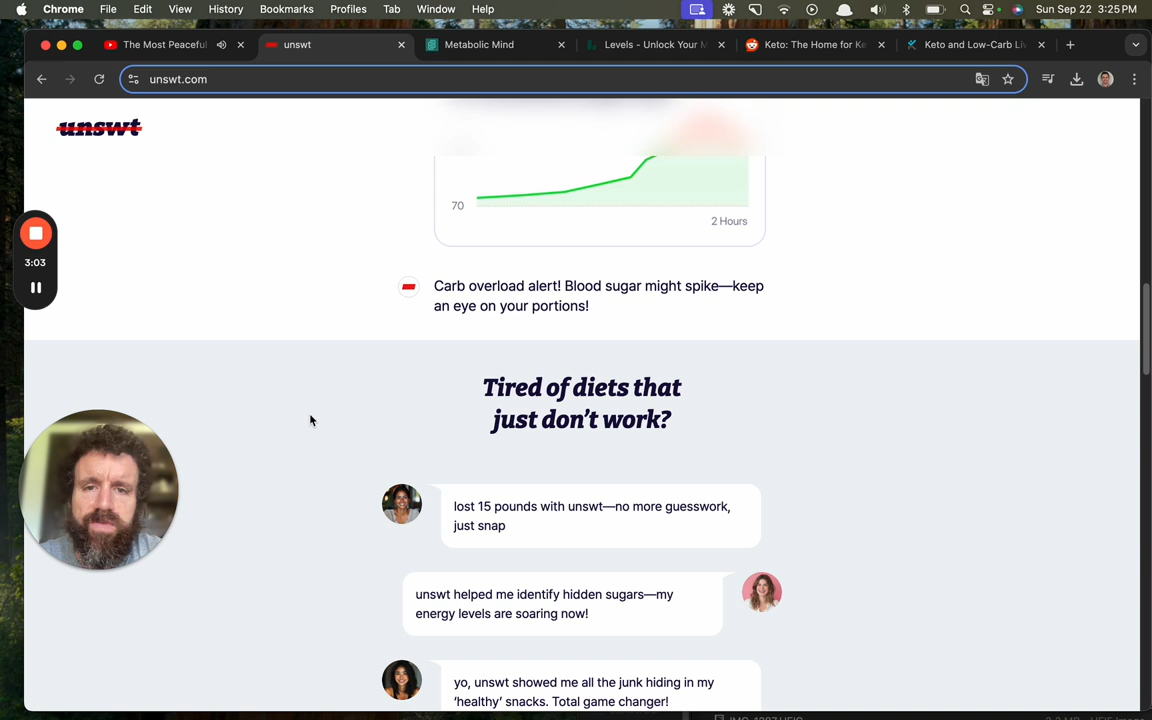 Chrome File Edit View History Bookmarks Profiles Tab Window Help Sun Sep 22 3:25 PM
The Most Peaceful unswt Metabolic Mind Levels - Unlock Your M Keto: The Home for Ke Keto and Low-Carb Liv
unswt.com
unswt
70
2 Hours
3:03
Carb overload alert! Blood sugar might spike—keep
an eye on your portions!
Tired of diets that
just don’t work?
lost 15 pounds with unswt—no more guesswork,
just snap
unswt helped me identify hidden sugars—my
energy levels are soaring now!
yo, unswt showed me all the junk hiding in my
‘healthy’ snacks. Total game changer!